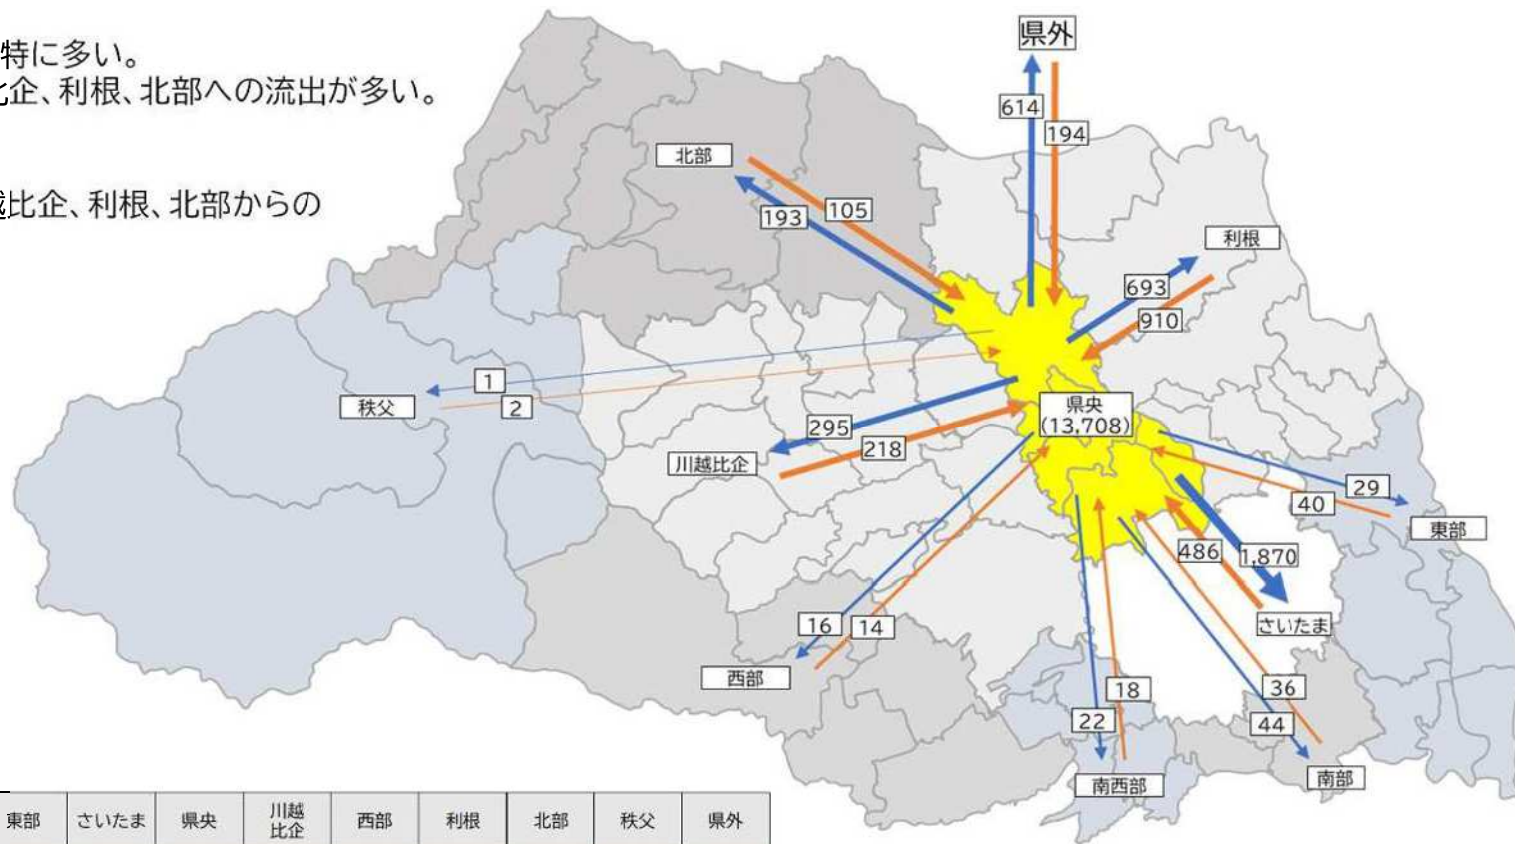 特に多い。
比企、利根、北部への流出が多い。
越比企、利根、北部からの
県外
614
194
北部
193
105
利根
693
910
1
2
秩父
県央
(13,708)
295
218
川越比企
29
40
東部
486
1,870
さいたま
16
14
西部
18
22
南西部
36
44
南部
東部 さいたま 県央 川越比企 西部 利根 北部 秩父 県外